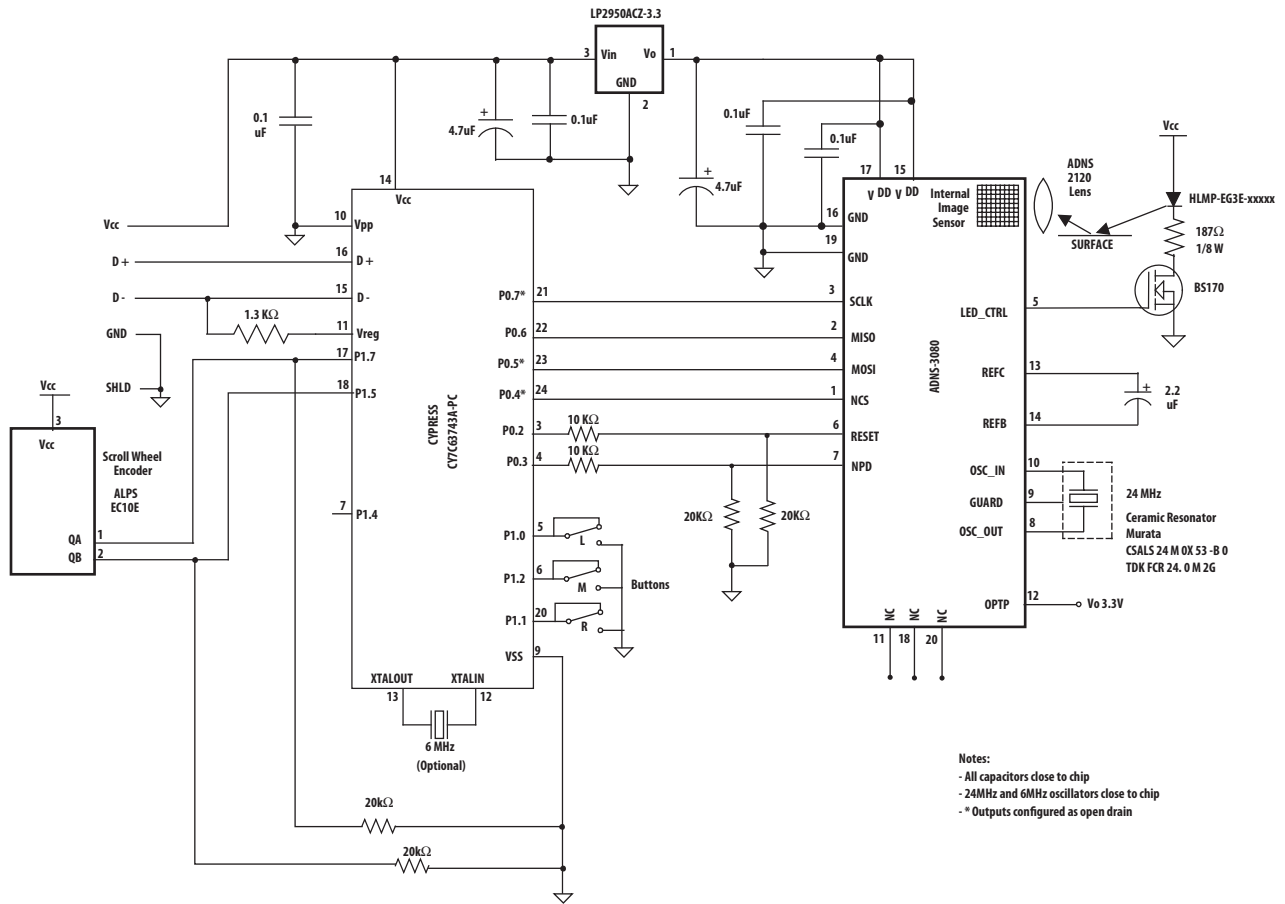 LP2950ACZ-3.3
3 Vin Vo 1
GND
2
0.1
uF
+
4.7uF
0.1uF
0.1uF
0.1uF
+
4.7uF
14
Vcc
Vcc
10 Vpp
D+
16 D+
D-
15 D-
1.3 KΩ
11 Vreg
GND
17 P1.7
SHLD
18 P1.5
Vcc
3
Vcc
Scroll Wheel
Encoder
ALPS
EC10E
QA 1
QB 2
7 P1.4
CYPRESS
CY7C63743A-PC
P0.7* 21
P0.6 22
P0.5* 23
P0.4* 24
P0.2 3
10 KΩ
P0.3 4
10 KΩ
20KΩ
20KΩ
P1.0 5
L
P1.2 6
M
Buttons
P1.1 20
R
VSS 9
XTALOUT XTALIN
13 12
6 MHz
(Optional)
20kΩ
20kΩ
17 15
V DD V DD
16 GND
19
GND
3 SCLK
2 MISO
4 MOSI
1 NCS
6 RESET
7 NPD
ADNS-3080
Internal
Image
Sensor
ADNS
2120
Lens
SURFACE
Vcc
HLMP-EG3E-xxxxx
187Ω
1/8 W
BS170
LED_CTRL 5
REFC 13
+
2.2
uF
REFB 14
OSC_IN 10
GUARD 9
OSC_OUT 8
24 MHz
Ceramic Resonator
Murata
CSALS 24 M 0X 53 -B 0
TDK FCR 24. 0 M 2G
OPTP 12
Vo 3.3V
NC NC NC
11 18 20
Notes:
- All capacitors close to chip
- 24MHz and 6MHz oscillators close to chip
- * Outputs configured as open drain